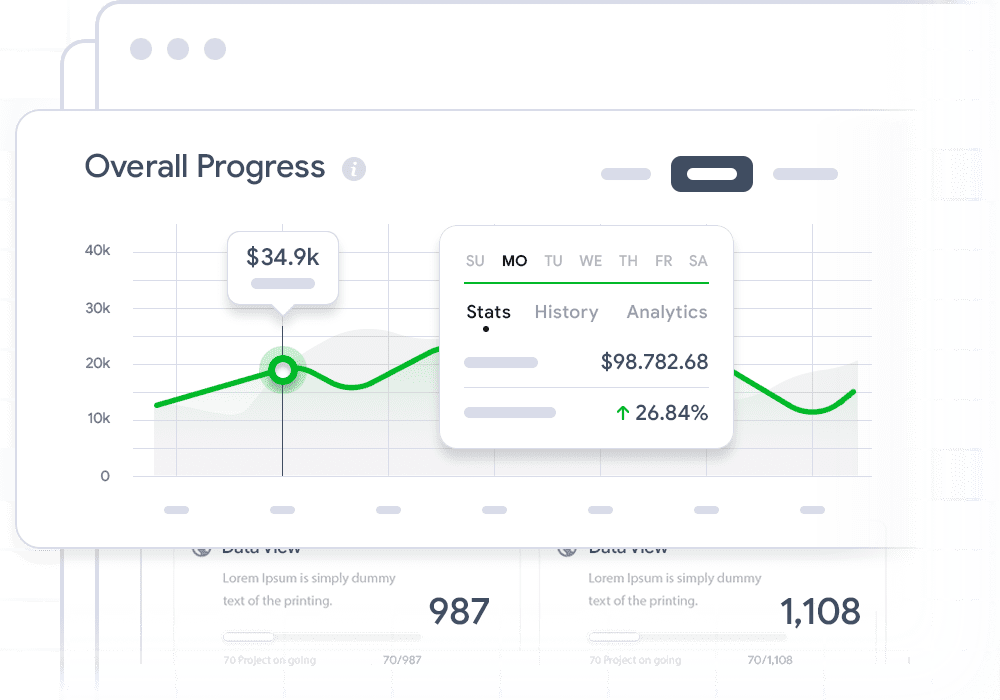 Overall Progress
40k
30k
20k
10k
0
$34.9k
SU MO TU WE TH FR SA
Stats History Analytics
$98.782.68
26.84%
Data View
Lorem Ipsum is simply dummy
text of the printing.
987
70 Project on going
70/987
Data View
Lorem Ipsum is simply dummy
text of the printing.
1,108
70 Project on going
70/1,108